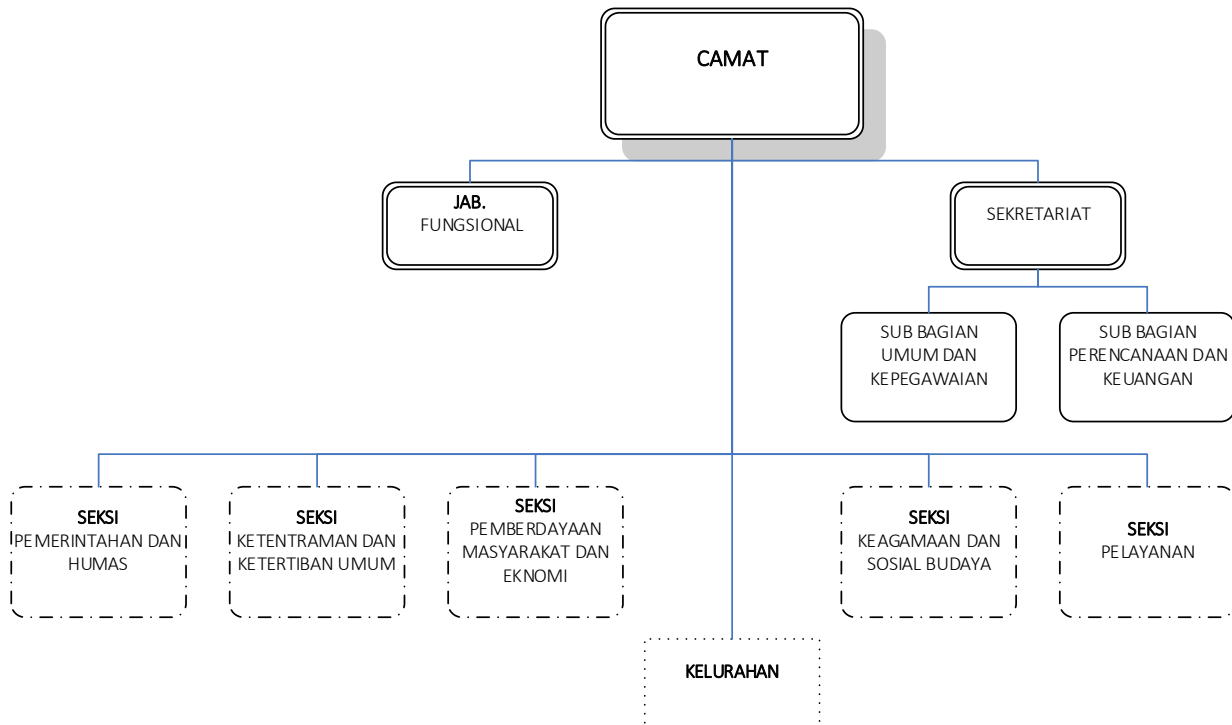 CAMAT
JAB.
FUNGSIONAL
SEKRETARIAT
SUB BAGIAN
UMUM DAN
KEPEGAWAIAN
SUB BAGIAN
PERENCANAAN DAN
KEUANGAN
SEKSI
PEMERINTAHAN DAN
HUMAS
SEKSI
KETENTRAMAN DAN
KETERTIBAN UMUM
SEKSI
PEMBERDAYAAN
MASYARAKAT DAN
EKNOMI
SEKSI
KEAGAMAAN DAN
SOSIAL BUDAYA
SEKSI
PELAYANAN
KELURAHAN